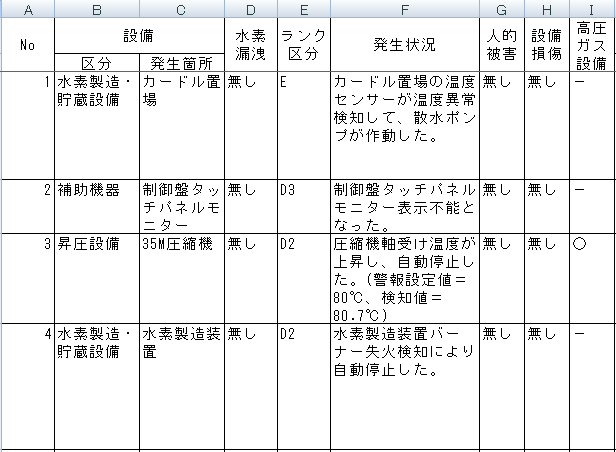 A B C D E F G H I
No 設備 水素漏洩 ランク区分 発生状況 人的被害 設備損傷 高圧ガス設備
区分 発生箇所
1 水素製造・ カードル置 無し E カードル置場の温度 無し 無し －
貯蔵設備 場 センサーが温度異常
検知して、散水ポン
プが作動した。
2 補助機器 制御盤タッ 無し D3 制御盤タッチパネル 無し 無し －
チパネルモ モニター表示不能と
ニター なった。
3 昇圧設備 35M圧縮機 無し D2 圧縮機軸受け温度が 無し 無し ○
上昇し、自動停止し
た。(警報設定値＝
80℃、検知値＝
80.7℃)
4 水素製造・ 水素製造装 無し D2 水素製造装置バー 無し 無し －
貯蔵設備 置 ナー失火検知により
自動停止した。